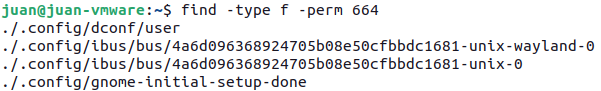 juan@juan-vmware:~$ find -type f -perm 664
./.config/dconf/user
./.config/ibus/bus/4a6d096368924705b08e50cfbbdc1681-unix-wayland-0
./.config/ibus/bus/4a6d096368924705b08e50cfbbdc1681-unix-0
./.config/gnome-initial-setup-done